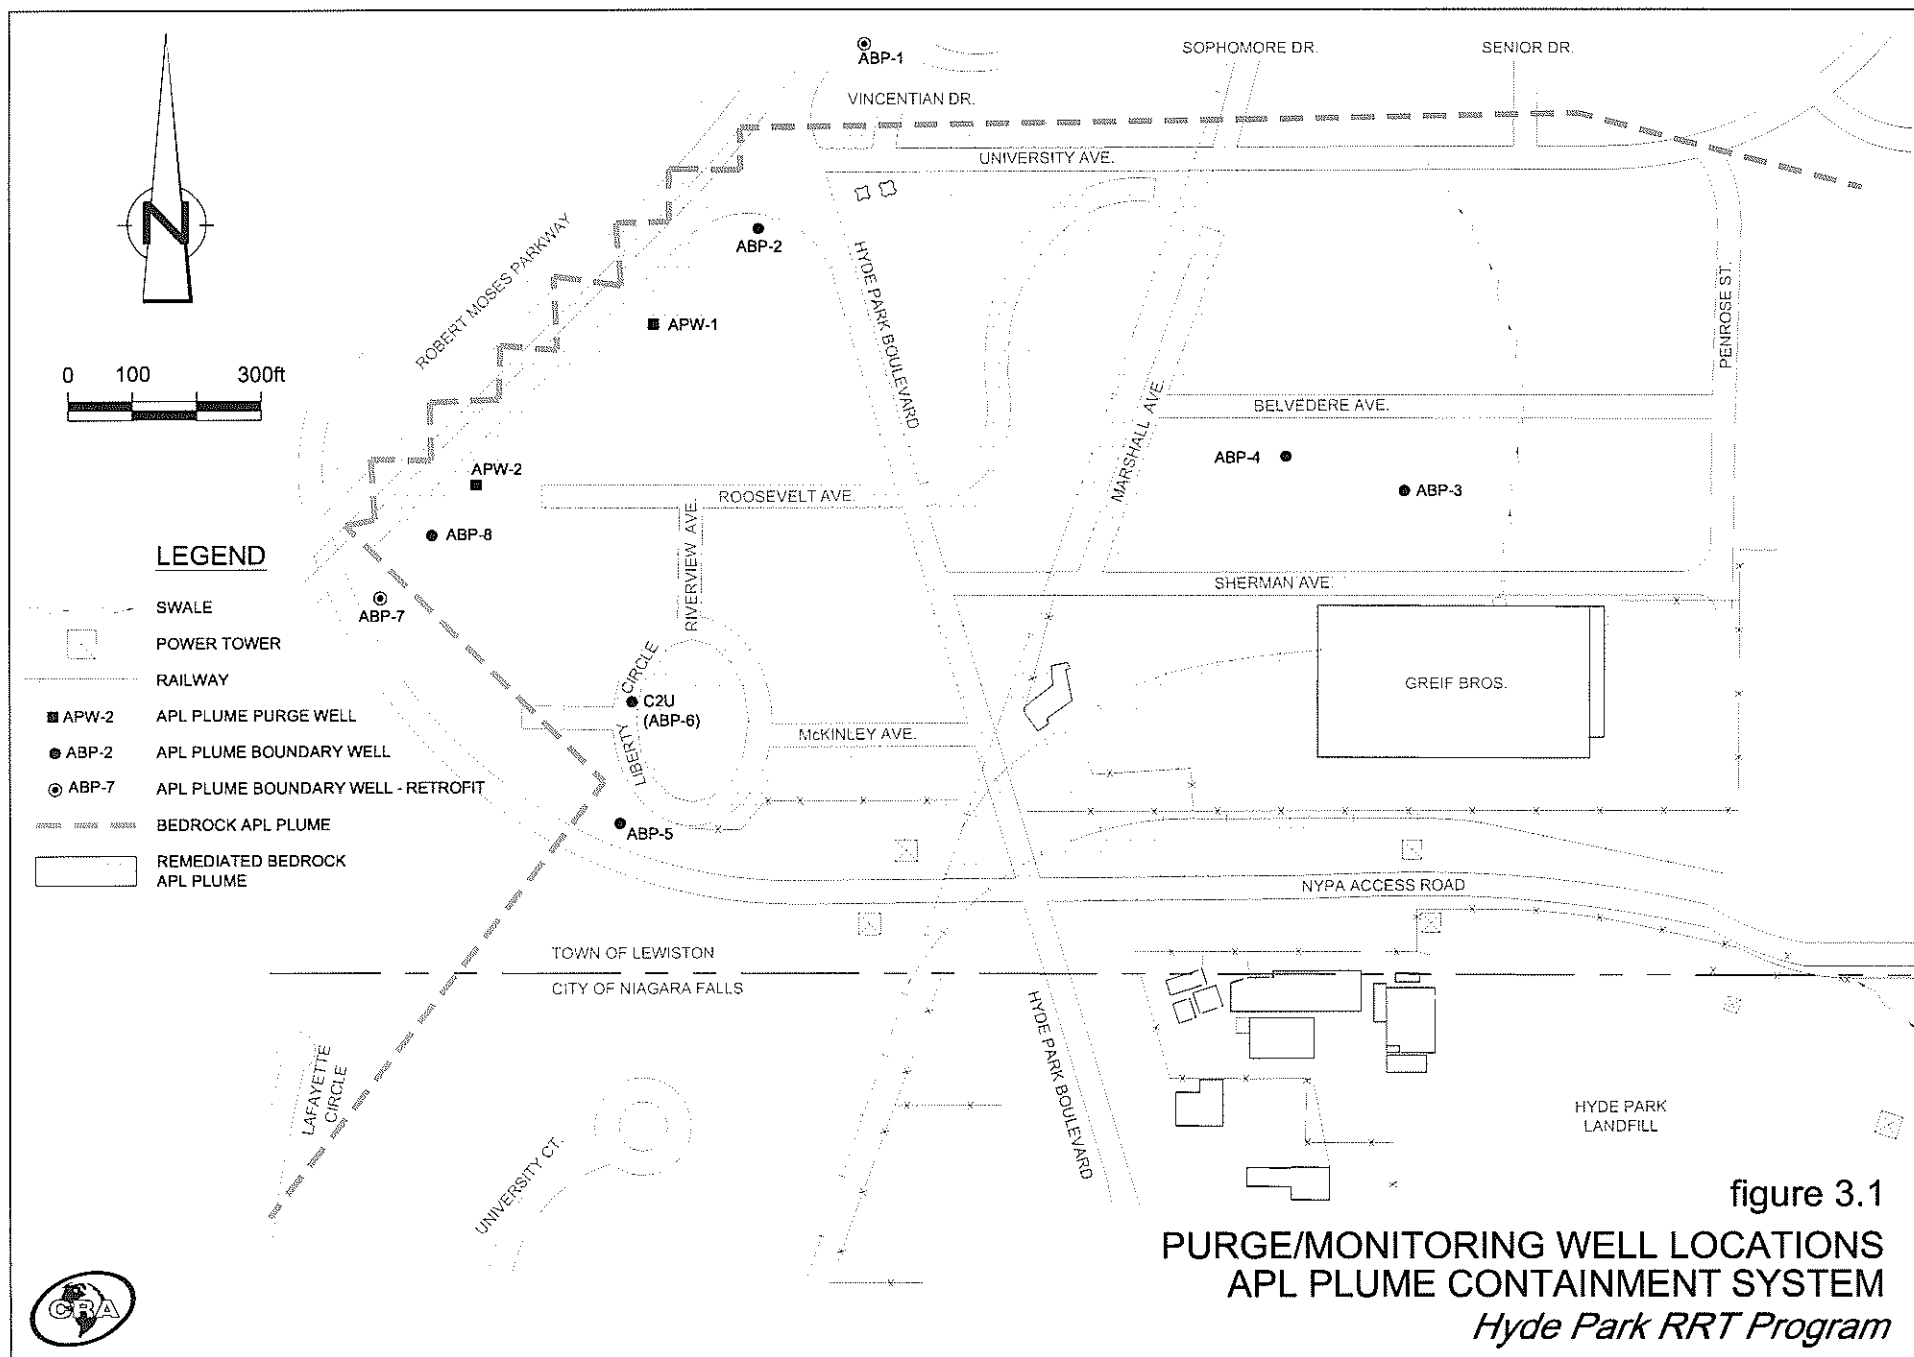 ABP-1
SOPHOMORE DR.
SENIOR DR.
VINCENTIAN DR.
UNIVERSITY AVE.
N
ROBERT MOSES PARKWAY
ABP-2
HYDE PARK BOULEVARD
PENROSE ST.
APW-1
0 100 300ft
BELVEDERE AVE.
MARSHALL AVE.
ABP-4
ABP-3
APW-2
ROOSEVELT AVE.
ABP-8
RIVERVIEW AVE.
SHERMAN AVE.
ABP-7
LIBERTY CIRCLE
C2U
(ABP-6)
McKINLEY AVE.
GREIF BROS.
ABP-5
NYPA ACCESS ROAD
LEGEND
SWALE
POWER TOWER
RAILWAY
APW-2 APL PLUME PURGE WELL
ABP-2 APL PLUME BOUNDARY WELL
ABP-7 APL PLUME BOUNDARY WELL - RETROFIT
BEDROCK APL PLUME
REMEDIATED BEDROCK
APL PLUME
TOWN OF LEWISTON
CITY OF NIAGARA FALLS
HYDE PARK BOULEVARD
LAFAYETTE
CIRCLE
UNIVERSITY CT.
HYDE PARK
LANDFILL
figure 3.1
PURGE/MONITORING WELL LOCATIONS
APL PLUME CONTAINMENT SYSTEM
Hyde Park RRT Program
CRA